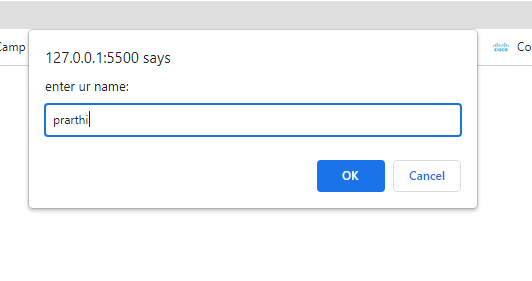 Camp
Co
127.0.0.1:5500 says
enter ur name:
prarthi
OK
Cancel